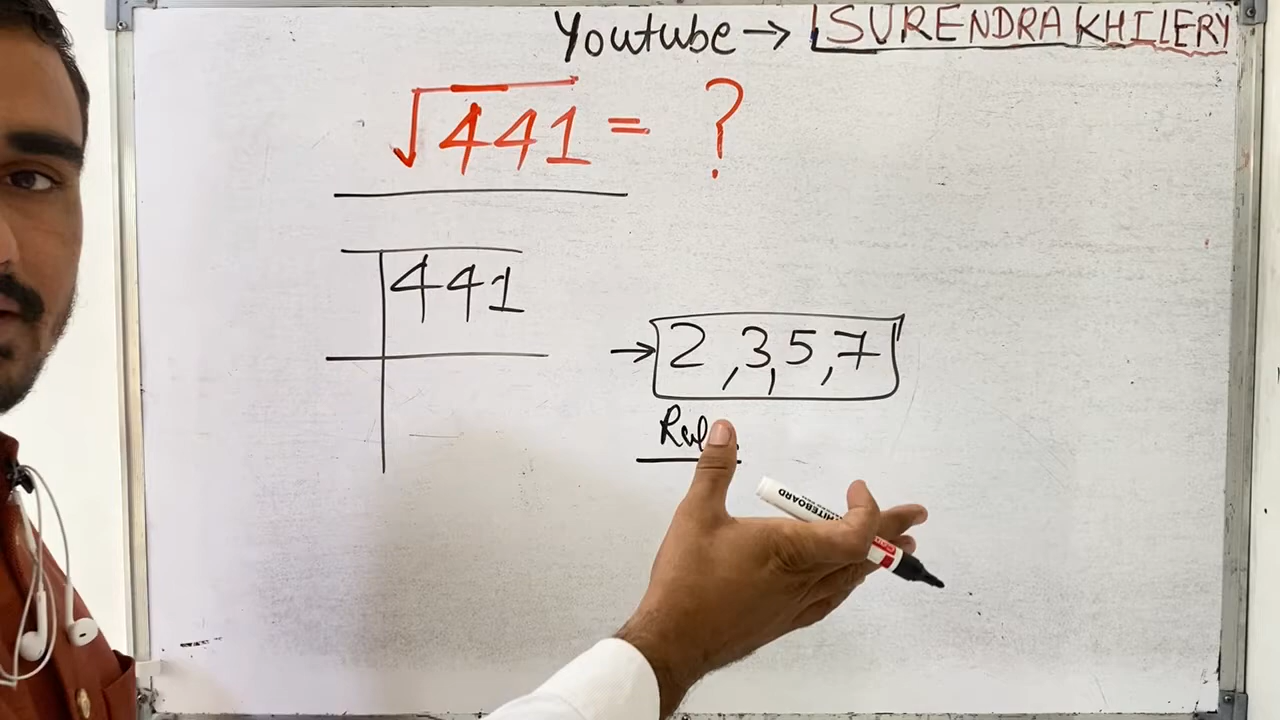 Youtube → SURENDRA KHILERY
√441 = ?
441
→ 2, 3, 5, 7